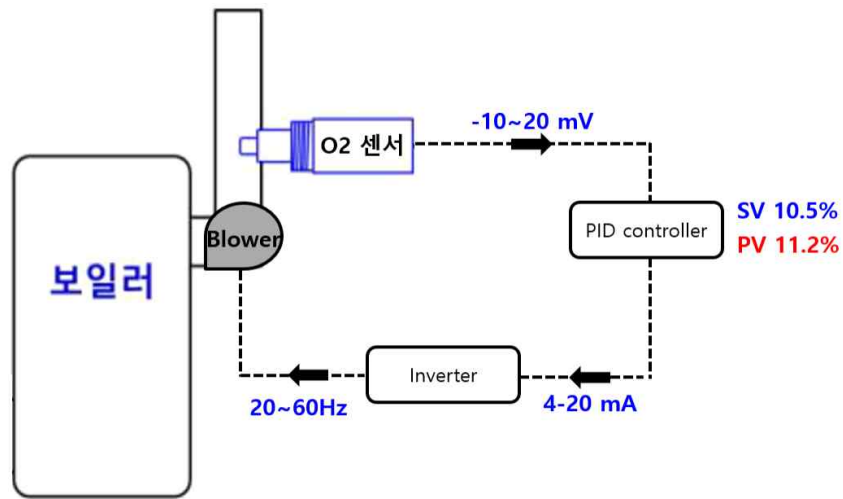 O2 센서
-10~20 mV
Blower
PID controller
SV 10.5%
PV 11.2%
보일러
Inverter
20~60Hz
4-20 mA